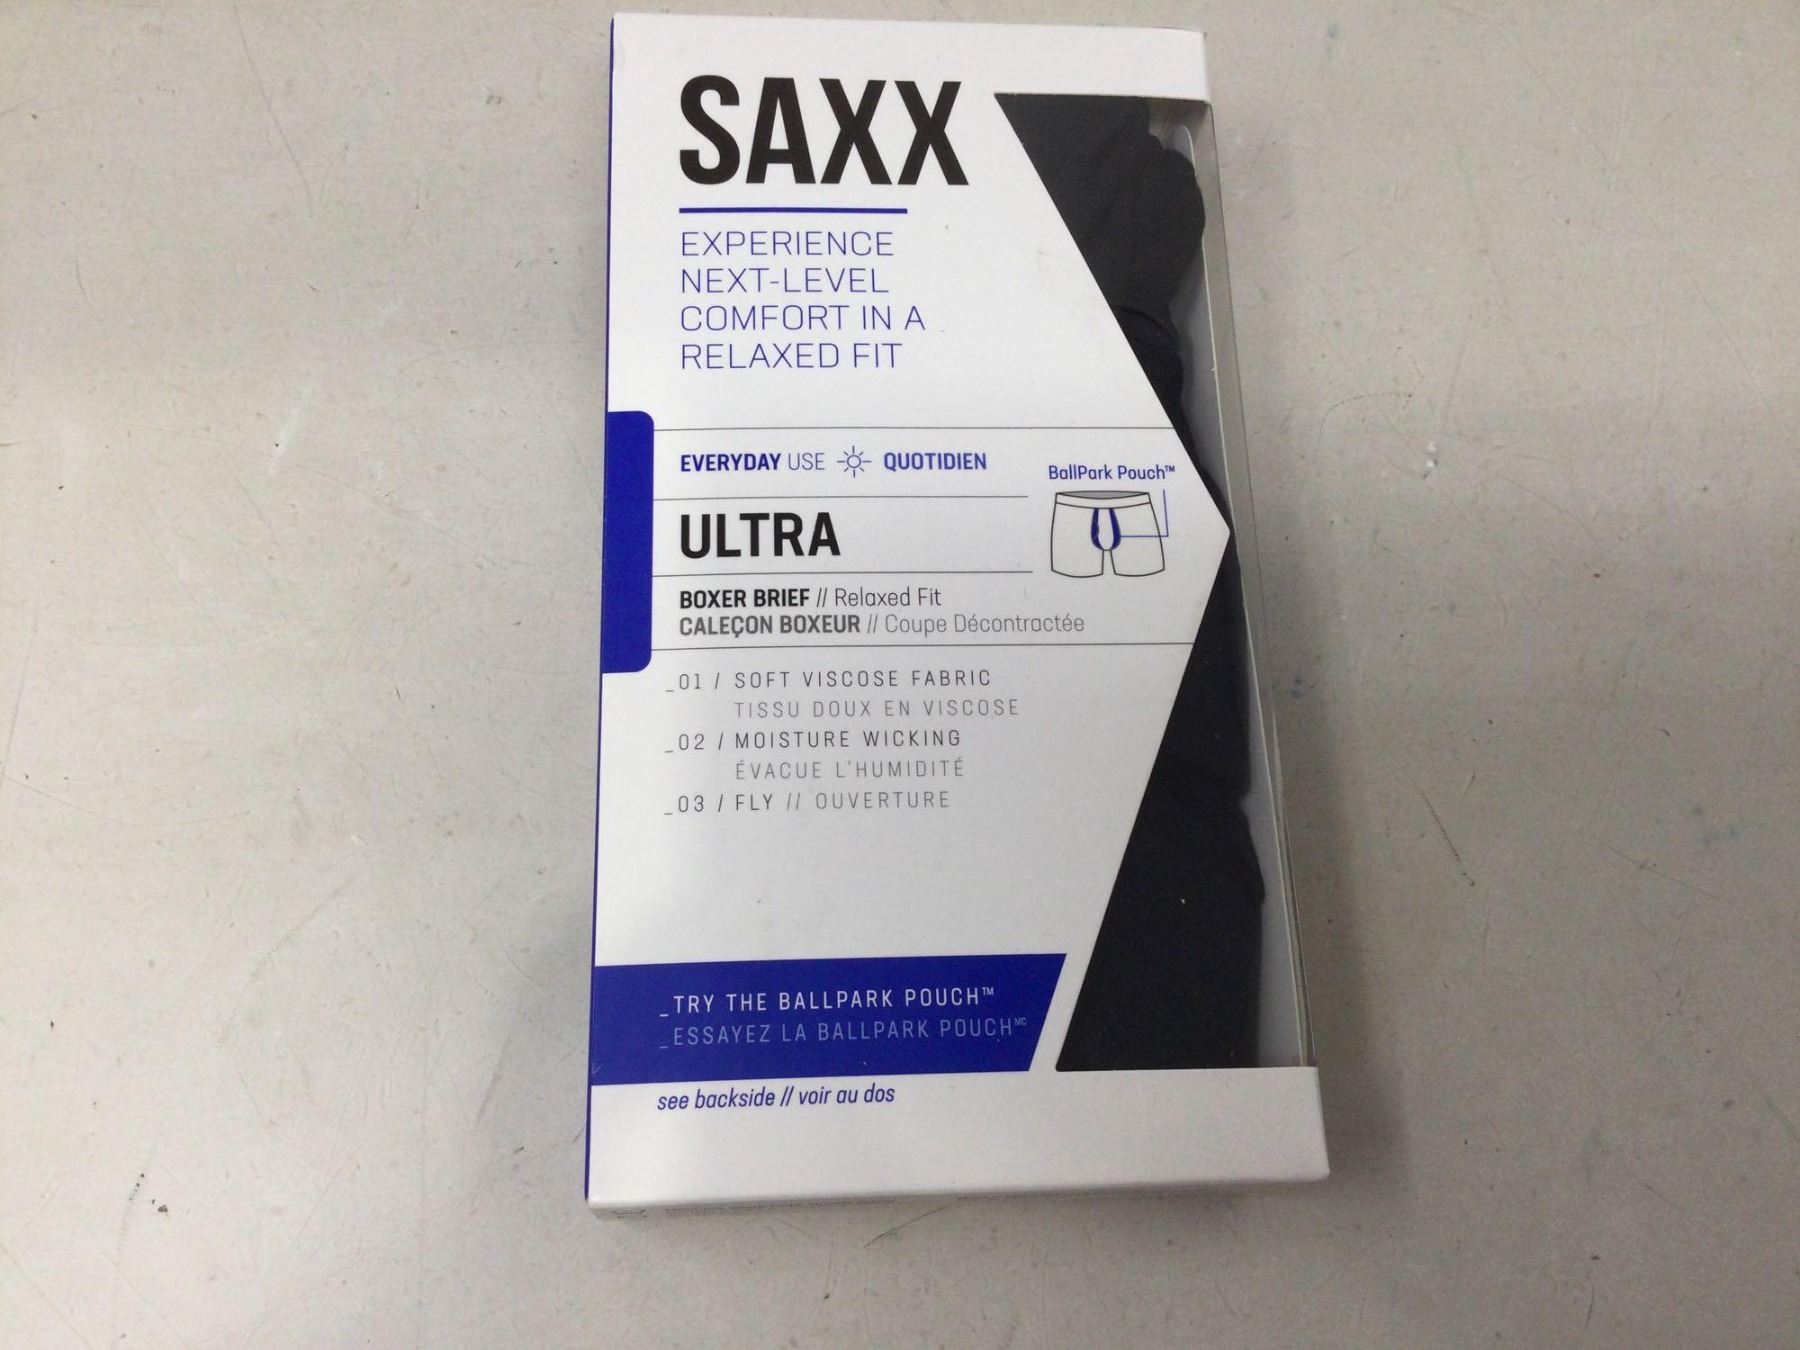 SAXX
EXPERIENCE
NEXT-LEVEL
COMFORT IN A
RELAXED FIT
EVERYDAY USE QUOTIDIEN
BallPark Pouch™
ULTRA
BOXER BRIEF // Relaxed Fit
CALEÇON BOXEUR // Coupe Décontractée
_01 / SOFT VISCOSE FABRIC
TISSU DOUX EN VISCOSE
_02 / MOISTURE WICKING
ÉVACUE L'HUMIDITÉ
_03 / FLY // OUVERTURE
_TRY THE BALLPARK POUCH™
_ESSAYEZ LA BALLPARK POUCHᴹᶜ
see backside // voir au dos